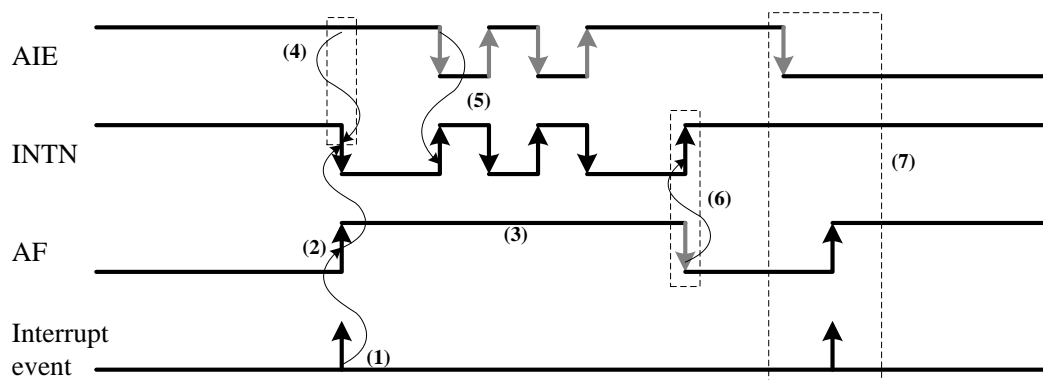 AIE
(4)
(5)
INTN
(7)
(6)
(2)
(3)
AF
Interrupt
event
(1)